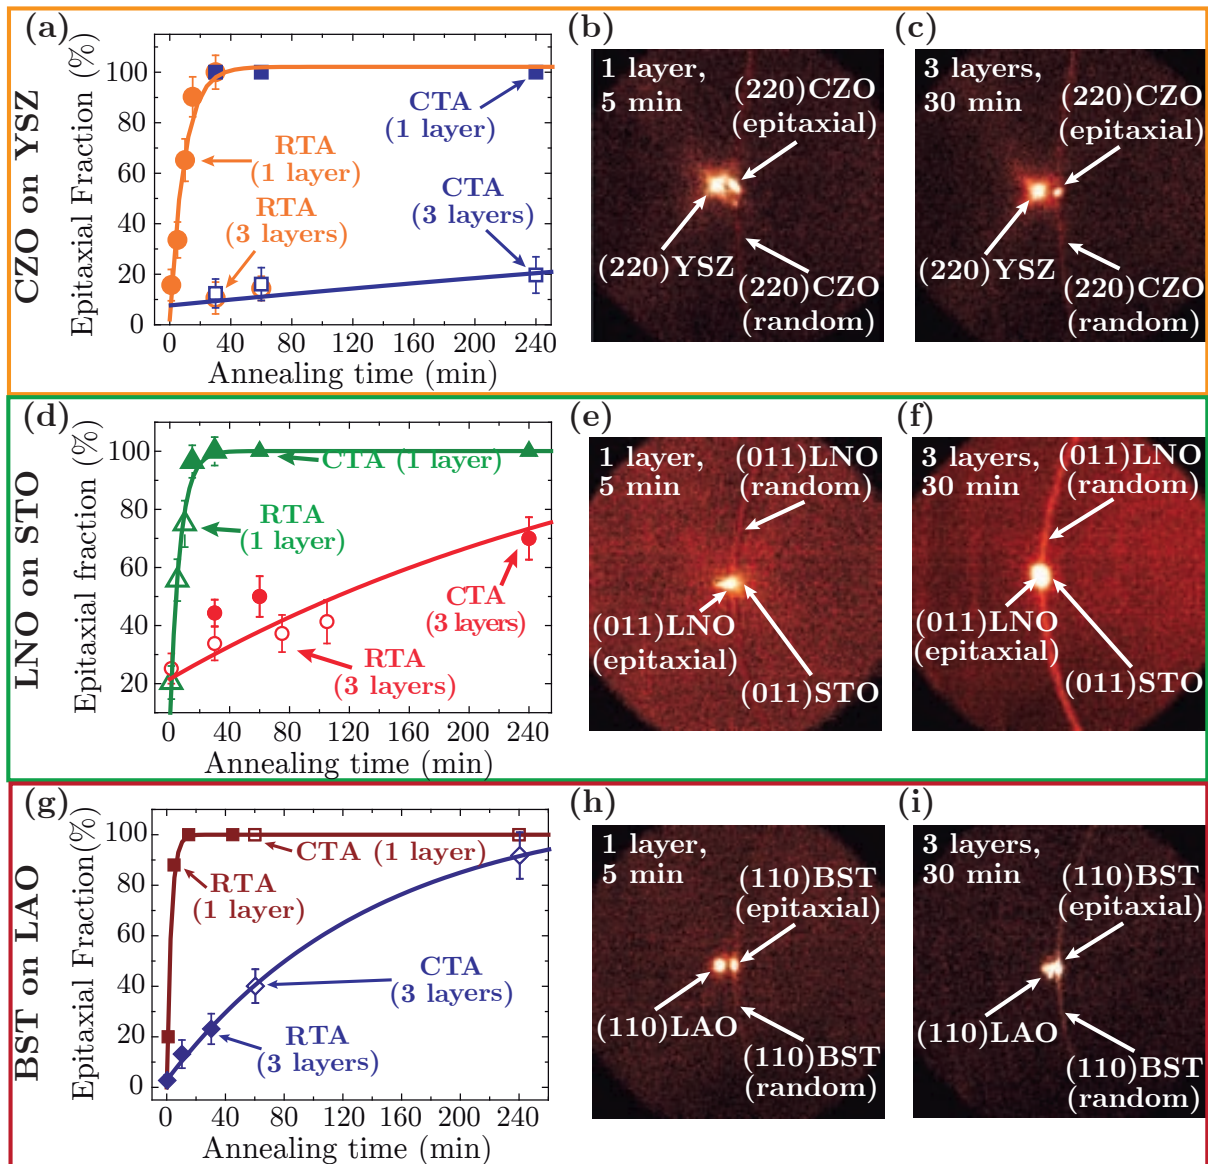 (a)
CZO on YSZ
Epitaxial Fraction (%)
100
80
60
40
20
0
0 40 80 120 160 200 240
Annealing time (min)
RTA
(1 layer)
RTA
(3 layers)
CTA
(1 layer)
CTA
(3 layers)
(b)
1 layer,
5 min
(220)CZO
(epitaxial)
(220)YSZ
(220)CZO
(random)
(c)
3 layers,
30 min
(220)CZO
(epitaxial)
(220)YSZ
(220)CZO
(random)
(d)
LNO on STO
Epitaxial fraction (%)
100
80
60
40
20
0 40 80 120 160 200 240
Annealing time (min)
CTA (1 layer)
RTA
(1 layer)
CTA
(3 layers)
RTA
(3 layers)
(e)
1 layer,
5 min
(011)LNO
(random)
(011)LNO
(epitaxial)
(011)STO
(f)
3 layers,
30 min
(011)LNO
(random)
(011)LNO
(epitaxial)
(011)STO
(g)
BST on LAO
Epitaxial Fraction(%)
100
80
60
40
20
0
0 40 80 120 160 200 240
Annealing time (min)
CTA (1 layer)
RTA
(1 layer)
CTA
(3 layers)
RTA
(3 layers)
(h)
1 layer,
5 min
(110)BST
(epitaxial)
(110)LAO
(110)BST
(random)
(i)
3 layers,
30 min
(110)BST
(epitaxial)
(110)LAO
(110)BST
(random)